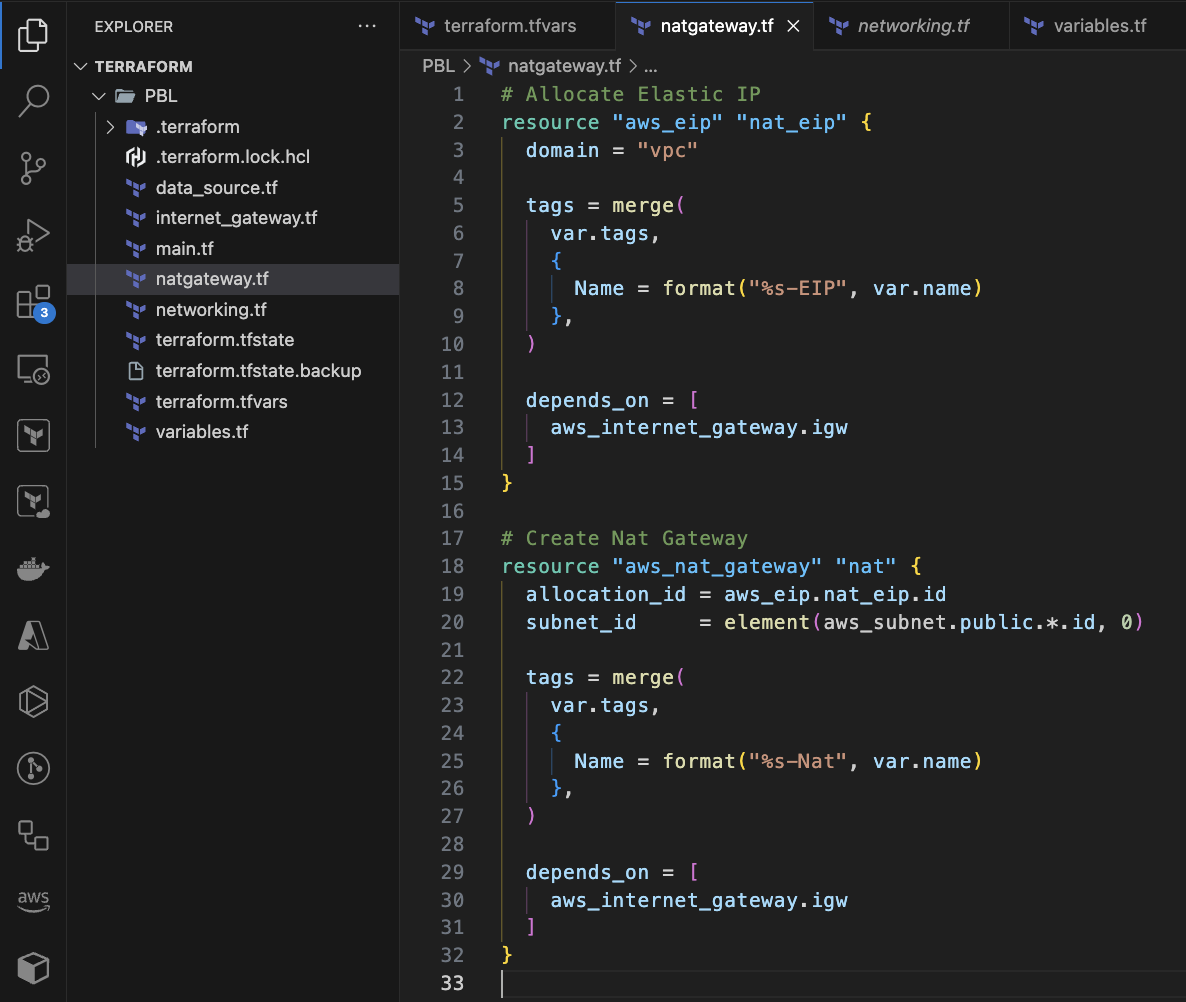 EXPLORER
TERRAFORM
PBL
.terraform
.terraform.lock.hcl
data_source.tf
internet_gateway.tf
main.tf
natgateway.tf
networking.tf
terraform.tfstate
terraform.tfstate.backup
terraform.tfvars
variables.tf
3
aws
terraform.tfvars natgateway.tf networking.tf variables.tf
PBL > natgateway.tf > ...
1 # Allocate Elastic IP
2 resource "aws_eip" "nat_eip" {
3   domain = "vpc"
4
5   tags = merge(
6     var.tags,
7     {
8       Name = format("%s-EIP", var.name)
9     },
10   )
11
12   depends_on = [
13     aws_internet_gateway.igw
14   ]
15 }
16
17 # Create Nat Gateway
18 resource "aws_nat_gateway" "nat" {
19   allocation_id = aws_eip.nat_eip.id
20   subnet_id     = element(aws_subnet.public.*.id, 0)
21
22   tags = merge(
23     var.tags,
24     {
25       Name = format("%s-Nat", var.name)
26     },
27   )
28
29   depends_on = [
30     aws_internet_gateway.igw
31   ]
32 }
33